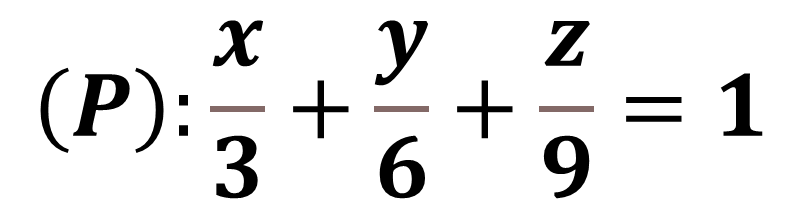 (P): x/3 + y/6 + z/9 = 1